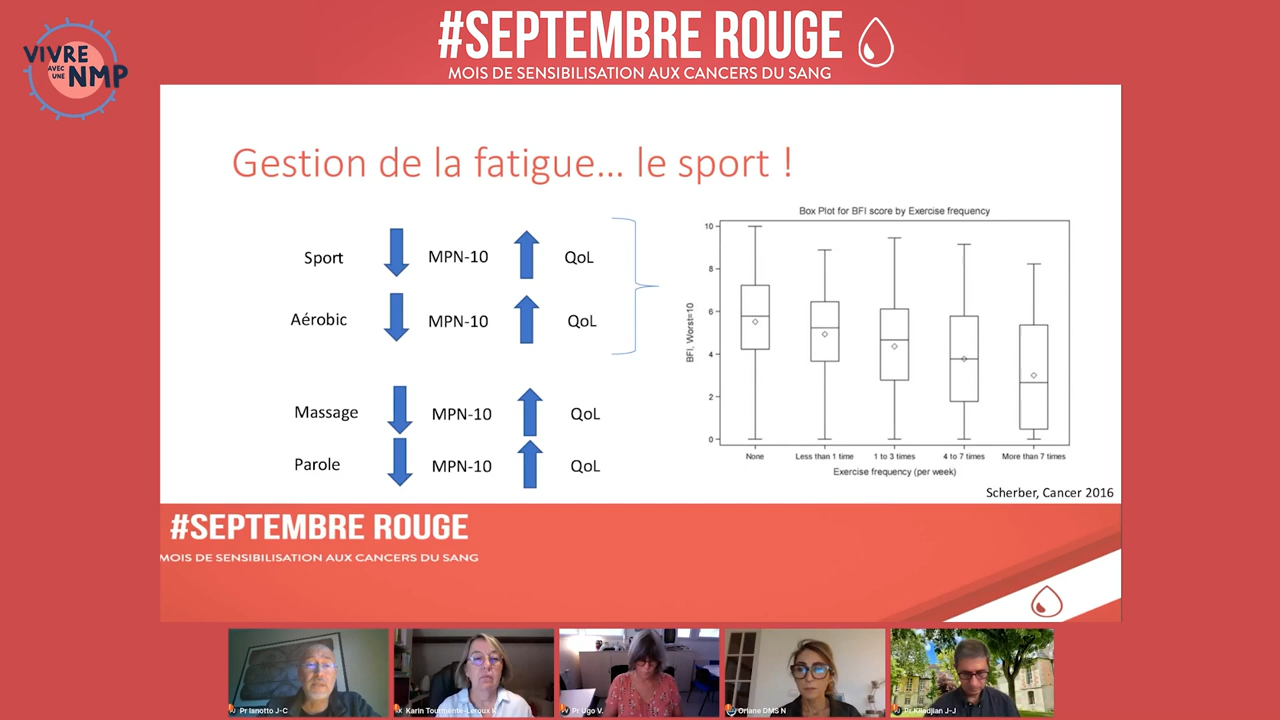 #SEPTEMBRE ROUGE
MOIS DE SENSIBILISATION AUX CANCERS DU SANG
VIVRE
AVEC
UNE
NMP
Gestion de la fatigue... le sport !
Sport MPN-10 QoL
Aérobic MPN-10 QoL
Massage MPN-10 QoL
Parole MPN-10 QoL
Box Plot for BFI score by Exercise frequency
BFI, Worst=10
10
8
6
4
2
0
None Less than 1 time 1 to 3 times 4 to 7 times More than 7 times
Exercise frequency (per week)
Scherber, Cancer 2016
#SEPTEMBRE ROUGE
MOIS DE SENSIBILISATION AUX CANCERS DU SANG
Pr Ianotto J-C
Karin Tourmente-Leroux K
Pr Ugo V.
Oriane DMS N
Pr Kiladjian J-J